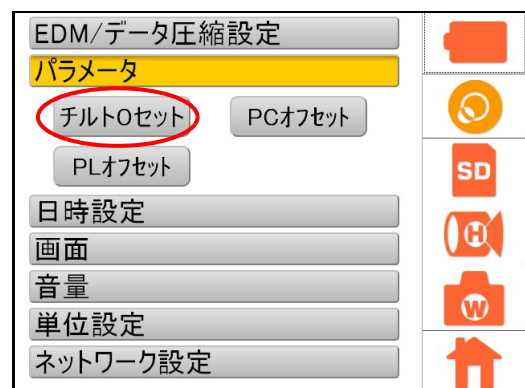 EDM/データ圧縮設定
パラメータ
チルト0セット PCオフセット
PLオフセット
日時設定
画面
音量
単位設定
ネットワーク設定
SD
H
W